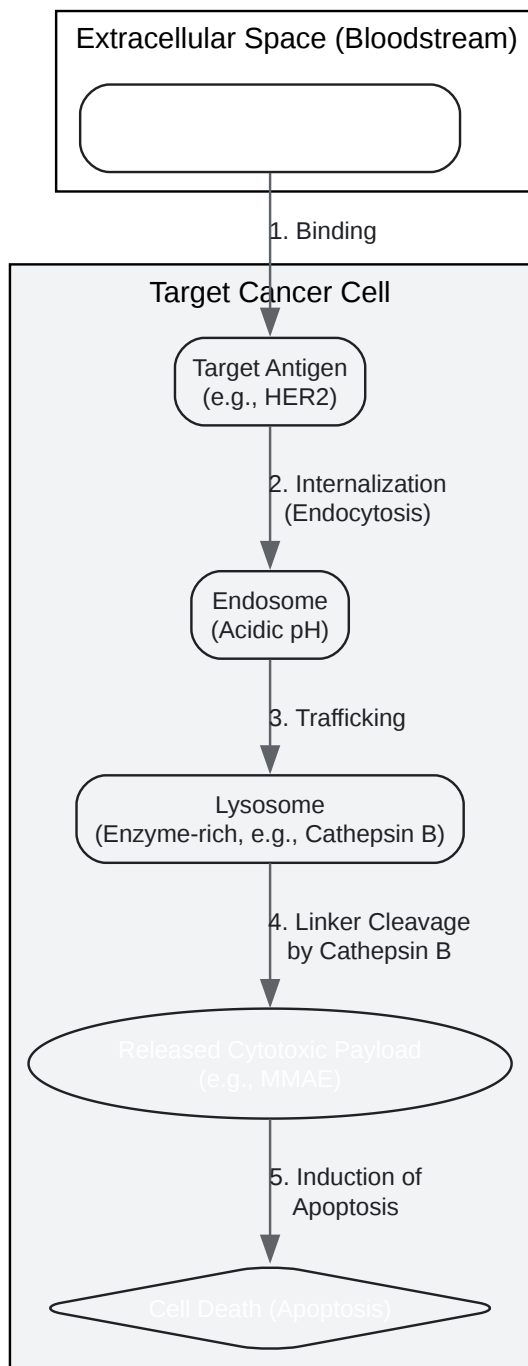 Extracellular Space (Bloodstream)
1. Binding
Target Cancer Cell
Target Antigen
(e.g., HER2)
2. Internalization
(Endocytosis)
Endosome
(Acidic pH)
3. Trafficking
Lysosome
(Enzyme-rich, e.g., Cathepsin B)
4. Linker Cleavage
by Cathepsin B
Released Cytotoxic Payload
(e.g., MMAE)
5. Induction of
Apoptosis
Cell Death (Apoptosis)